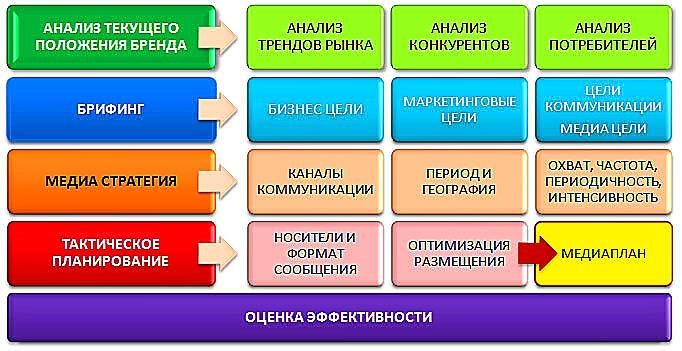 АНАЛИЗ ТЕКУЩЕГО
ПОЛОЖЕНИЯ БРЕНДА
АНАЛИЗ
ТРЕНДОВ РЫНКА
АНАЛИЗ
КОНКУРЕНТОВ
АНАЛИЗ
ПОТРЕБИТЕЛЕЙ
БРИФИНГ
БИЗНЕС ЦЕЛИ
МАРКЕТИНГОВЫЕ
ЦЕЛИ
ЦЕЛИ
КОММУНИКАЦИИ
МЕДИА ЦЕЛИ
МЕДИА СТРАТЕГИЯ
КАНАЛЫ
КОММУНИКАЦИИ
ПЕРИОД И
ГЕОГРАФИЯ
ОХВАТ, ЧАСТОТА,
ПЕРИОДИЧНОСТЬ,
ИНТЕНСИВНОСТЬ
ТАКТИЧЕСКОЕ
ПЛАНИРОВАНИЕ
НОСИТЕЛИ И
ФОРМАТ
СООБЩЕНИЯ
ОПТИМИЗАЦИЯ
РАЗМЕЩЕНИЯ
МЕДИАПЛАН
ОЦЕНКА ЭФФЕКТИВНОСТИ